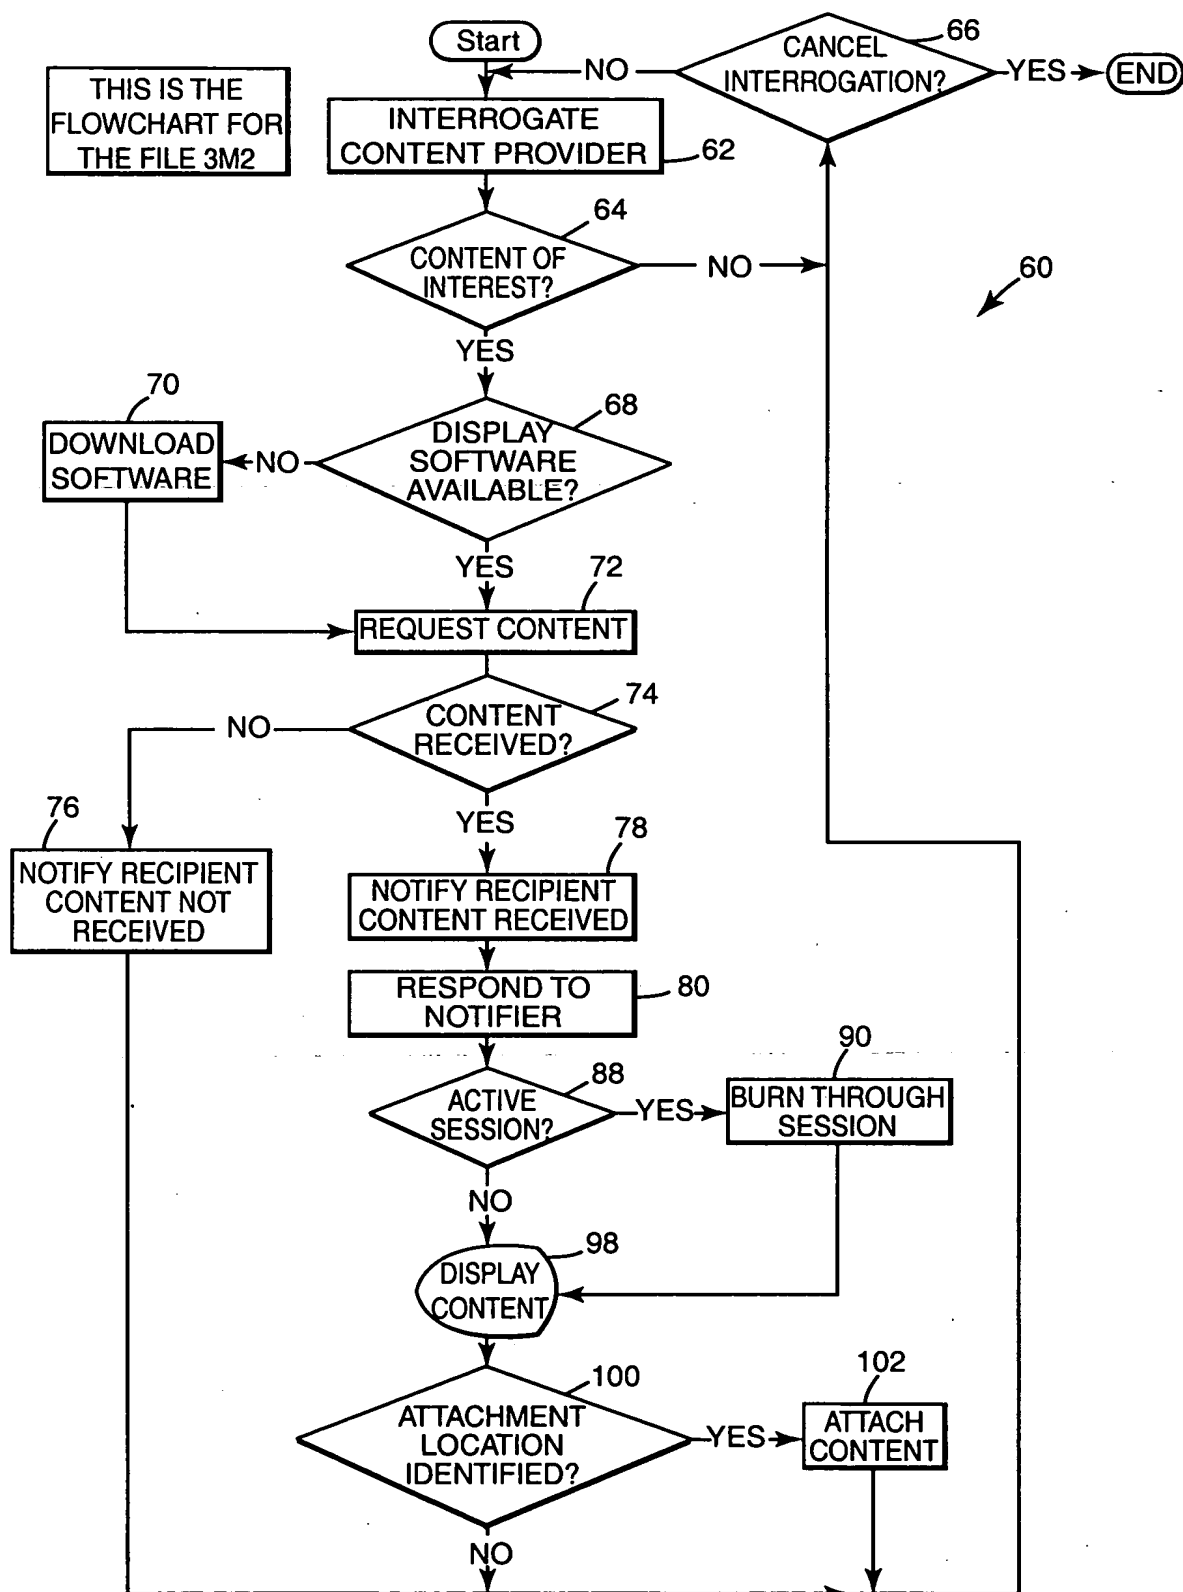 Start
66
CANCEL
INTERROGATION?
NO
YES
END
THIS IS THE
FLOWCHART FOR
THE FILE 3M2
INTERROGATE
CONTENT PROVIDER
62
64
CONTENT OF
INTEREST?
NO
60
YES
70
68
DOWNLOAD
SOFTWARE
NO
DISPLAY
SOFTWARE
AVAILABLE?
YES
72
REQUEST CONTENT
74
NO
CONTENT
RECEIVED?
76
YES
78
NOTIFY RECIPIENT
CONTENT NOT
RECEIVED
NOTIFY RECIPIENT
CONTENT RECEIVED
RESPOND TO
NOTIFIER
80
90
88
ACTIVE
SESSION?
YES
BURN THROUGH
SESSION
NO
98
DISPLAY
CONTENT
100
102
ATTACHMENT
LOCATION
IDENTIFIED?
YES
ATTACH
CONTENT
NO